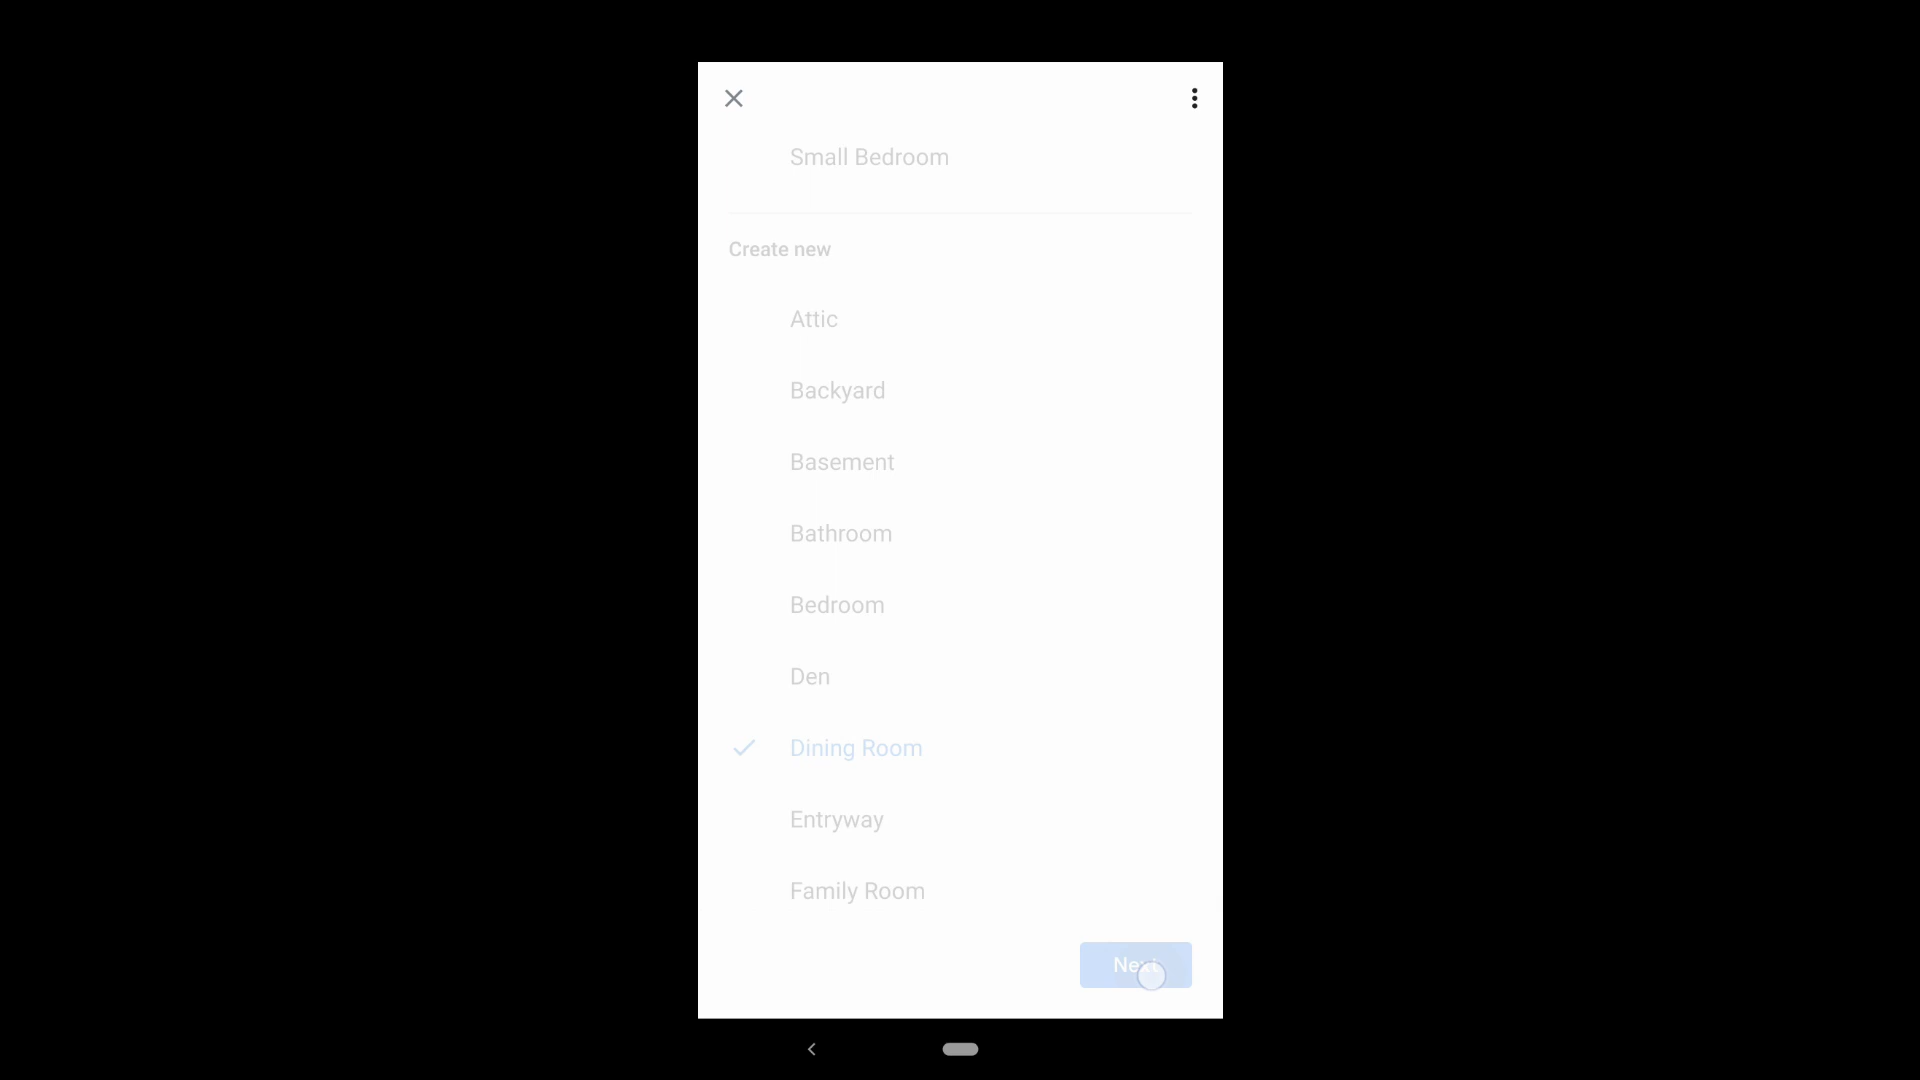 Small Bedroom
Create new
Attic
Backyard
Basement
Bathroom
Bedroom
Den
Dining Room
Entryway
Family Room
Next